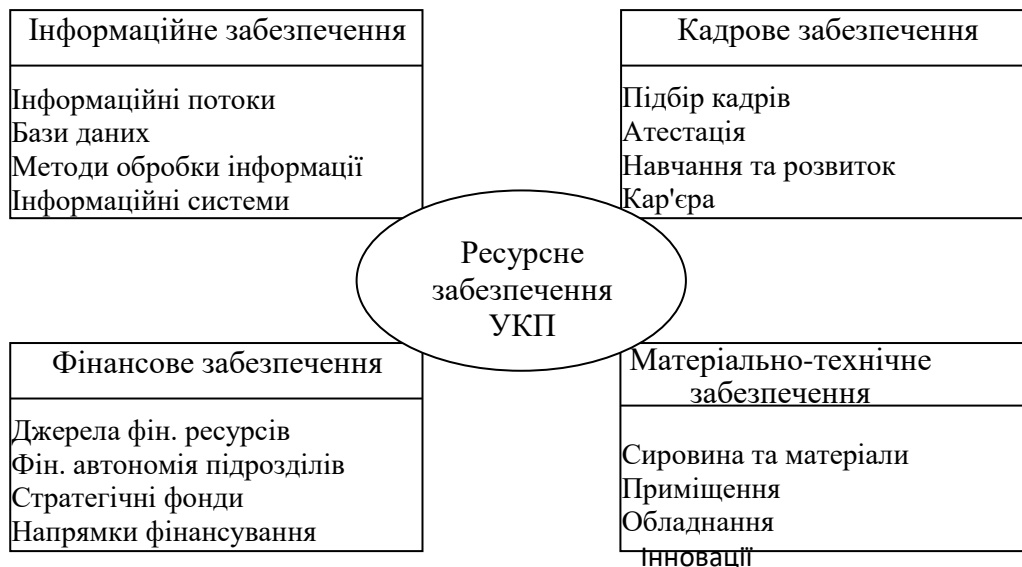 Інформаційне забезпечення
Інформаційні потоки
Бази даних
Методи обробки інформації
Інформаційні системи
Кадрове забезпечення
Підбір кадрів
Атестація
Навчання та розвиток
Кар'єра
Ресурсне
забезпечення
УКП
Фінансове забезпечення
Джерела фін. ресурсів
Фін. автономія підрозділів
Стратегічні фонди
Напрямки фінансування
Матеріально-технічне
забезпечення
Сировина та матеріали
Приміщення
Обладнання
Інновації